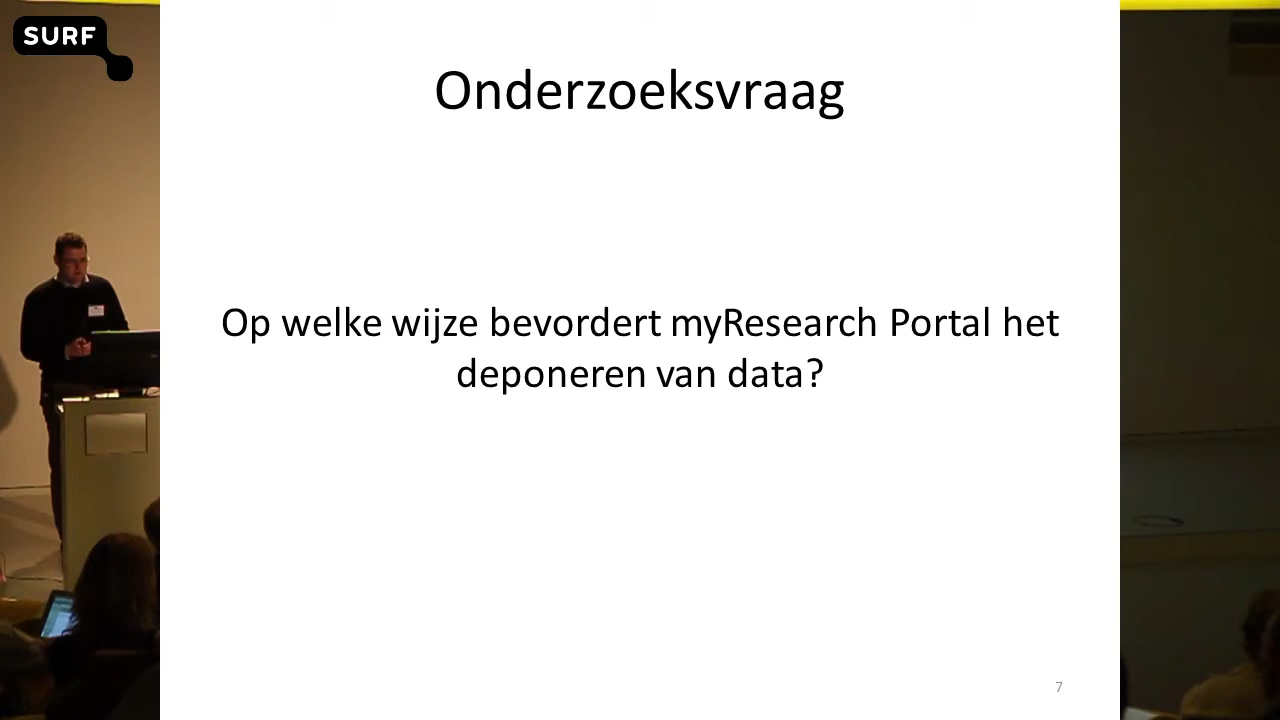 SURF
Onderzoeksvraag
Op welke wijze bevordert myResearch Portal het
deponeren van data?
7